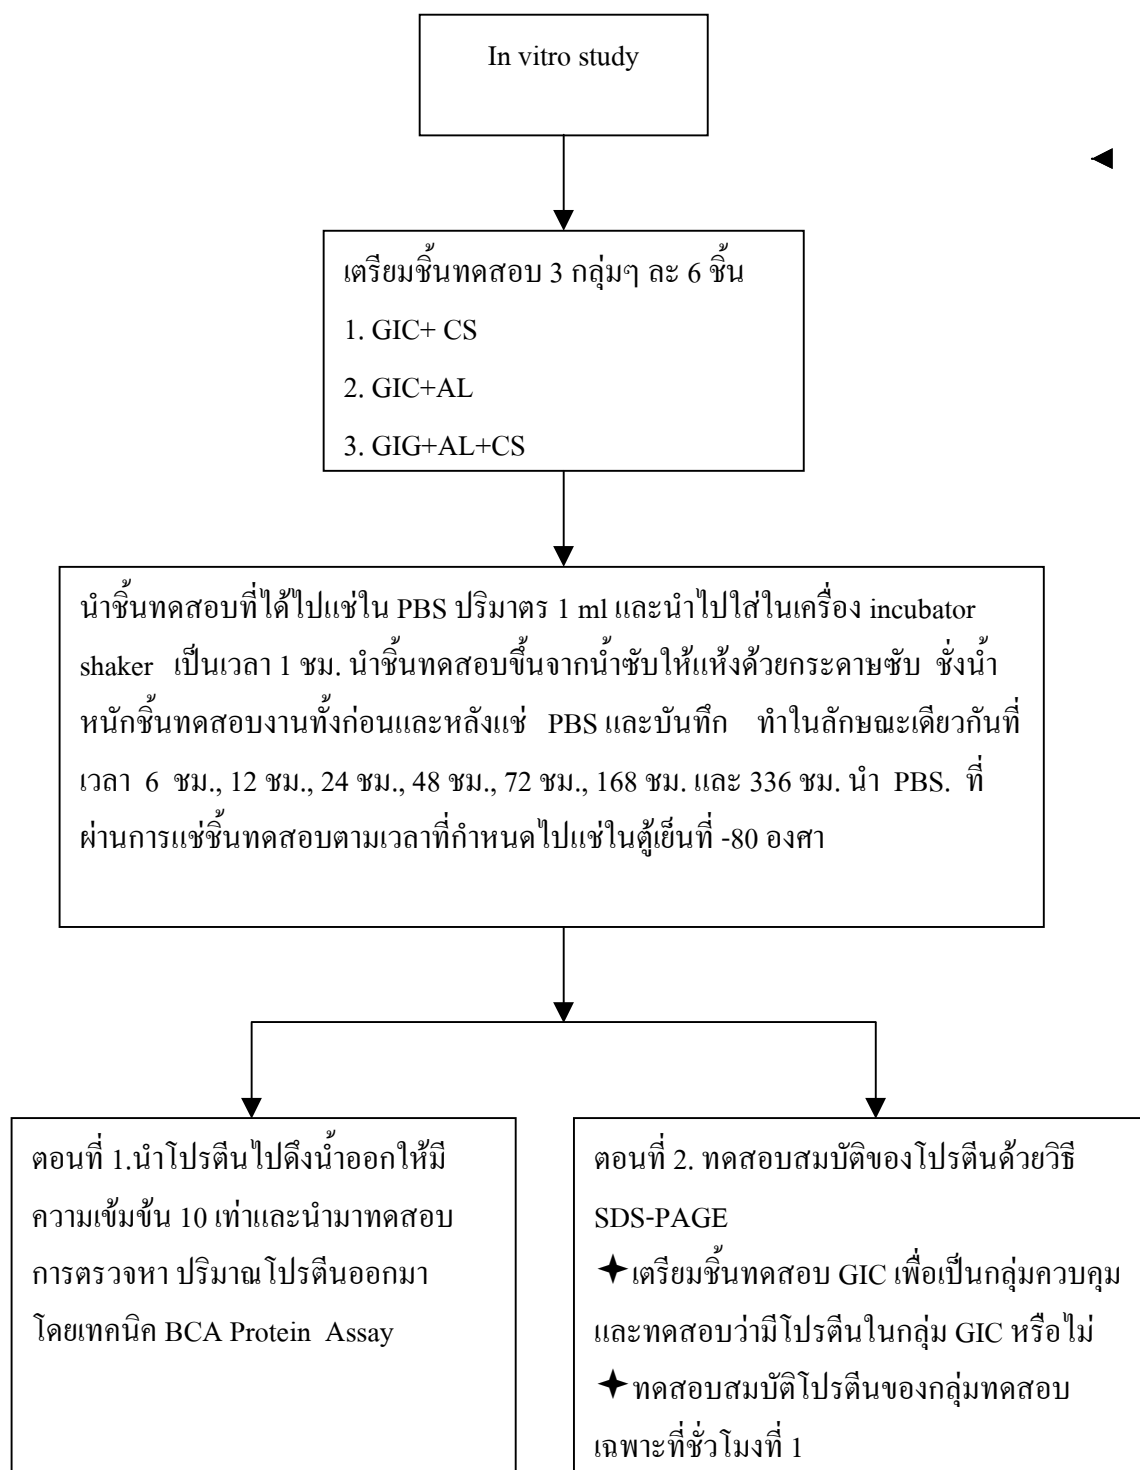 In vitro study
เตรียมชิ้นทดสอบ 3 กลุ่มๆ ละ 6 ชิ้น
1. GIC+ CS
2. GIC+AL
3. GIG+AL+CS
นำชิ้นทดสอบที่ได้ไปแช่ใน PBS ปริมาตร 1 ml และนำไปใส่ในเครื่อง incubator
shaker เป็นเวลา 1 ชม. นำชิ้นทดสอบขึ้นจากน้ำซับให้แห้งด้วยกระดาษซับ ชั่งน้ำ
หนักชิ้นทดสอบงานทั้งก่อนและหลังแช่ PBS และบันทึก ทำในลักษณะเดียวกันที่
เวลา 6 ชม., 12 ชม., 24 ชม., 48 ชม., 72 ชม., 168 ชม. และ 336 ชม. นำ PBS. ที่
ผ่านการแช่ชิ้นทดสอบตามเวลาที่กำหนดไปแช่ในตู้เย็นที่ -80 องศา
ตอนที่ 1.นำโปรตีนไปดึงน้ำออกให้มี
ความเข้มข้น 10 เท่าและนำมาทดสอบ
การตรวจหา ปริมาณโปรตีนออกมา
โดยเทคนิค BCA Protein Assay
ตอนที่ 2. ทดสอบสมบัติของโปรตีนด้วยวิธี
SDS-PAGE
✦เตรียมชิ้นทดสอบ GIC เพื่อเป็นกลุ่มควบคุม
และทดสอบว่ามีโปรตีนในกลุ่ม GIC หรือไม่
✦ทดสอบสมบัติโปรตีนของกลุ่มทดสอบ
เฉพาะที่ชั่วโมงที่ 1